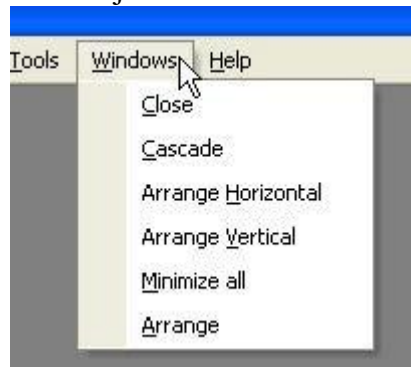 Tools Windows Help
Close
Cascade
Arrange Horizontal
Arrange Vertical
Minimize all
Arrange